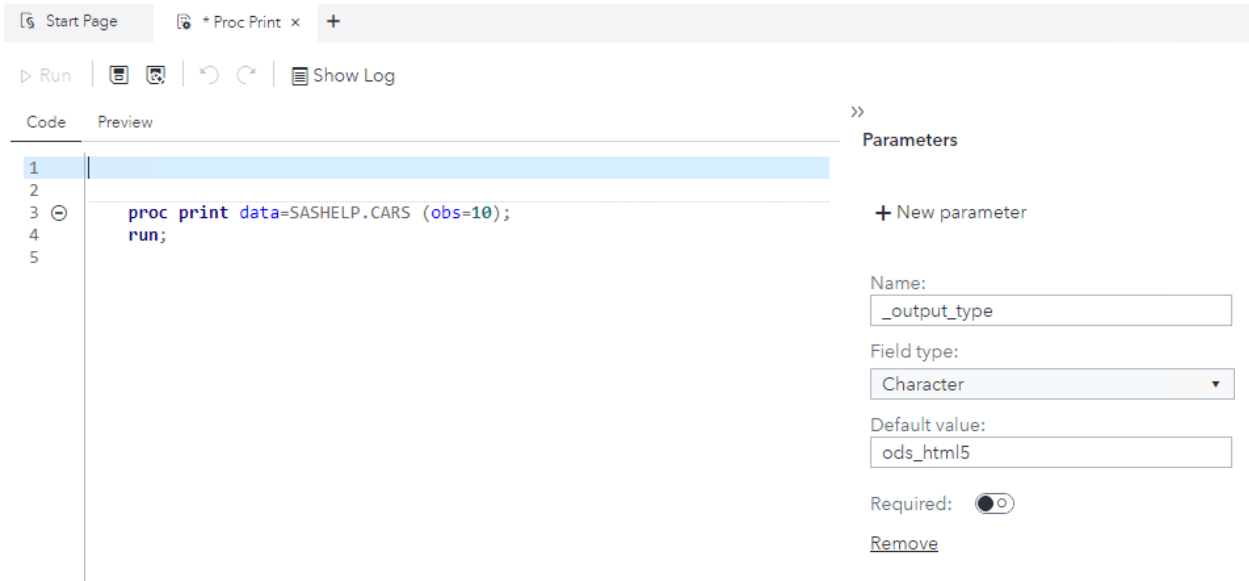 Start Page
* Proc Print ×
+
Run
Show Log
Code Preview
1
2
3 proc print data=SASHELP.CARS (obs=10);
4 run;
5
Parameters
+ New parameter
Name:
_output_type
Field type:
Character
Default value:
ods_html5
Required:
Remove